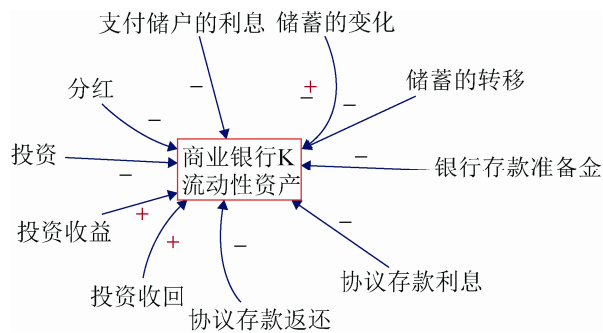 支付储户的利息
储蓄的变化
储蓄的转移
分红
投资
商业银行K
流动性资产
银行存款准备金
投资收益
投资收回
协议存款返还
协议存款利息
+
−
−
−
−
−
−
+
+
−
−